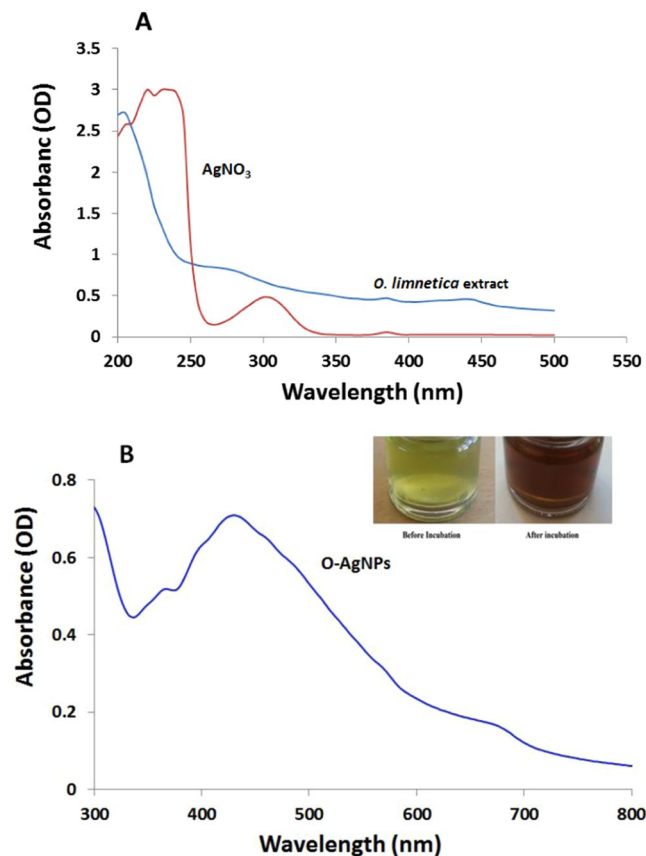 A
3.5
3
2.5
2
1.5
1
0.5
0
Absorbanc (OD)
AgNO₃
O. limnetica extract
200 250 300 350 400 450 500 550
Wavelength (nm)
B
0.8
0.6
0.4
0.2
0
Absorbance (OD)
Before Incubation After incubation
O-AgNPs
300 400 500 600 700 800
Wavelength (nm)